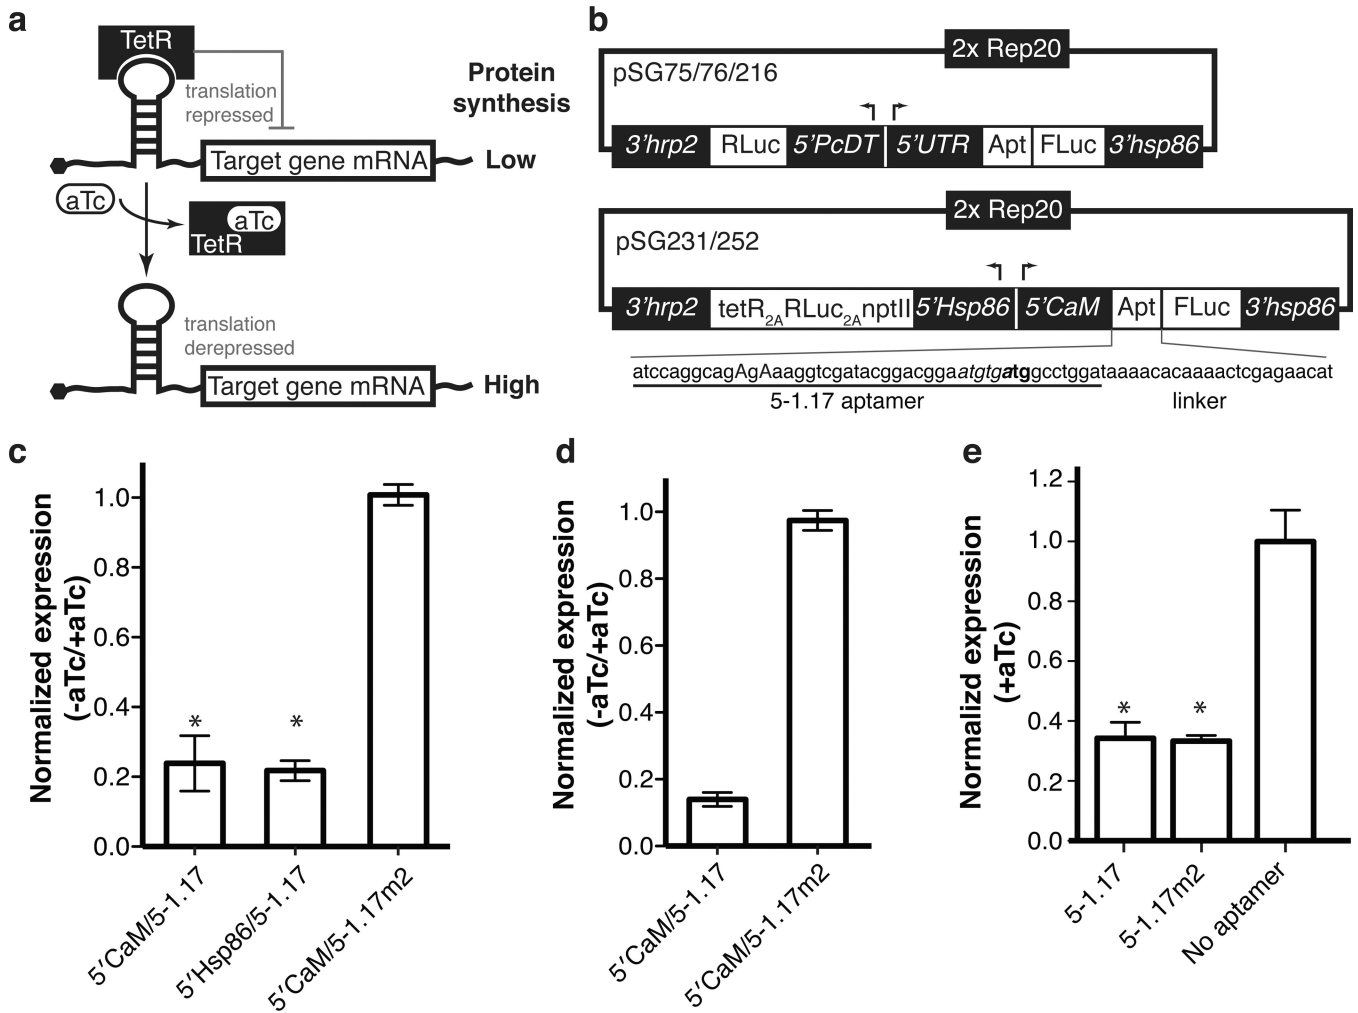 a
TetR
translation
repressed
Protein
synthesis
Target gene mRNA
Low
aTc
aTc
TetR
translation
derepressed
Target gene mRNA
High
b
2x Rep20
pSG75/76/216
3'hrp2 RLuc 5'PcDT 5'UTR Apt FLuc 3'hsp86
2x Rep20
pSG231/252
3'hrp2 tetR2ARLuc2AnptII 5'Hsp86 5'CaM Apt FLuc 3'hsp86
atccaggcagAgAaaggtcgatacggacggaatgtgatggcctggataaaacacaaaactcgagaacat
5-1.17 aptamer linker
c
Normalized expression
(-aTc/+aTc)
1.0
0.8
0.6
0.4
0.2
0.0
* *
5′CaM/5-1.17
5′Hsp86/5-1.17
5′CaM/5-1.17m2
d
Normalized expression
(-aTc/+aTc)
1.0
0.8
0.6
0.4
0.2
0.0
5′CaM/5-1.17
5′CaM/5-1.17m2
e
Normalizd expression
(+aTc)
1.2
1.0
0.8
0.6
0.4
0.2
0.0
* *
5-1.17
5-1.17m2
No aptamer